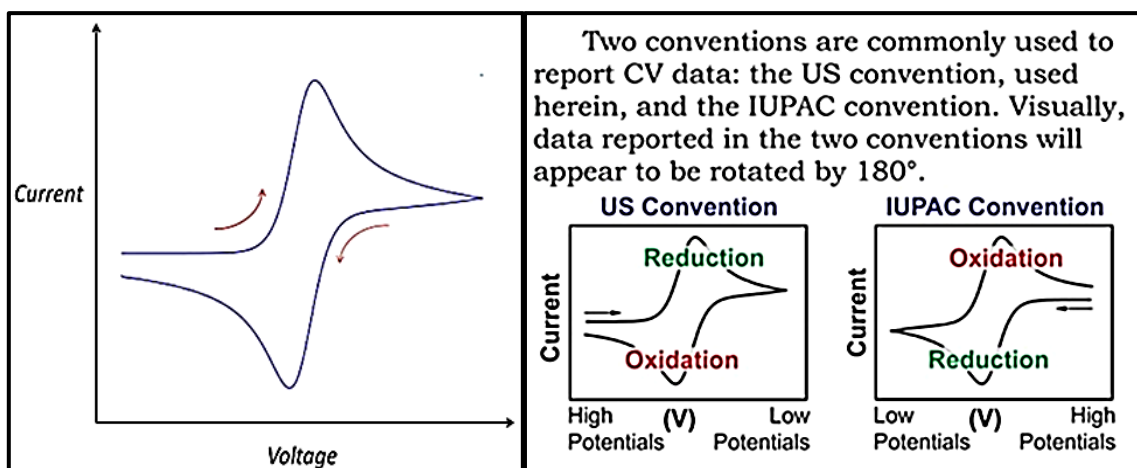 Current
Voltage
Two conventions are commonly used to
report CV data: the US convention, used
herein, and the IUPAC convention. Visually,
data reported in the two conventions will
appear to be rotated by 180°.
US Convention
Reduction
Oxidation
Current
High Potentials
(V)
Low Potentials
IUPAC Convention
Oxidation
Reduction
Current
Low Potentials
(V)
High Potentials